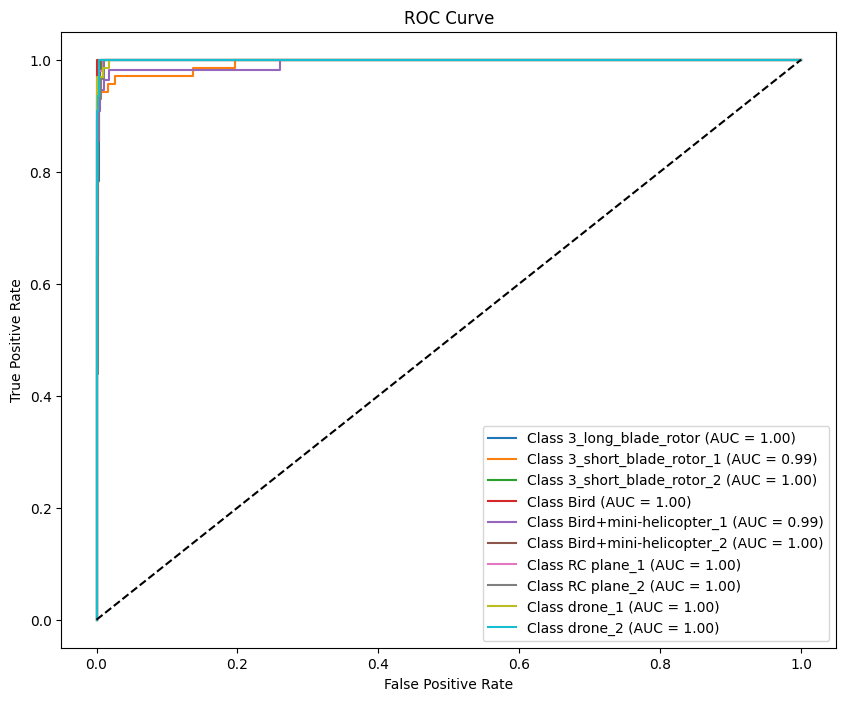 ROC Curve
1.0
0.8
0.6
0.4
0.2
0.0
True Positive Rate
0.0 0.2 0.4 0.6 0.8 1.0
False Positive Rate
Class 3_long_blade_rotor (AUC = 1.00)
Class 3_short_blade_rotor_1 (AUC = 0.99)
Class 3_short_blade_rotor_2 (AUC = 1.00)
Class Bird (AUC = 1.00)
Class Bird+mini-helicopter_1 (AUC = 0.99)
Class Bird+mini-helicopter_2 (AUC = 1.00)
Class RC plane_1 (AUC = 1.00)
Class RC plane_2 (AUC = 1.00)
Class drone_1 (AUC = 1.00)
Class drone_2 (AUC = 1.00)